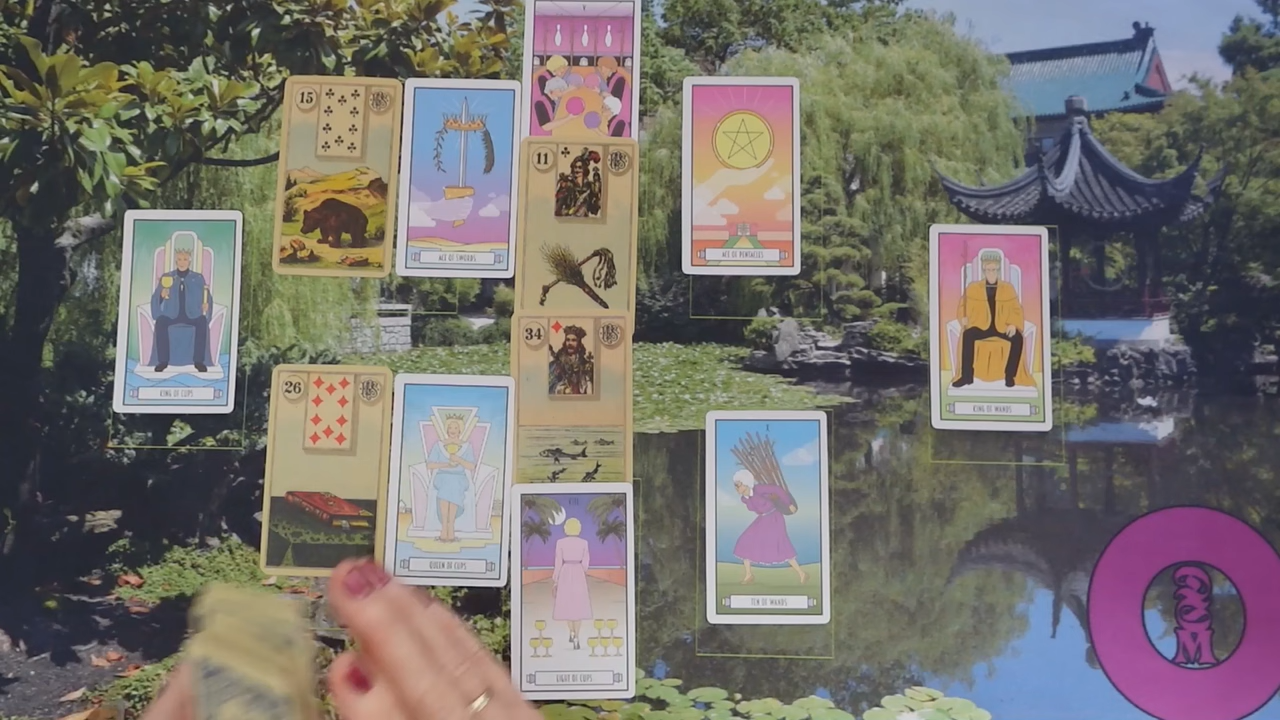 15
ACE OF SWORDS
11
ACE OF PENTACLES
KING OF CUPS
34
KING OF WANDS
26
QUEEN OF CUPS
TEN OF WANDS
EIGHT OF CUPS